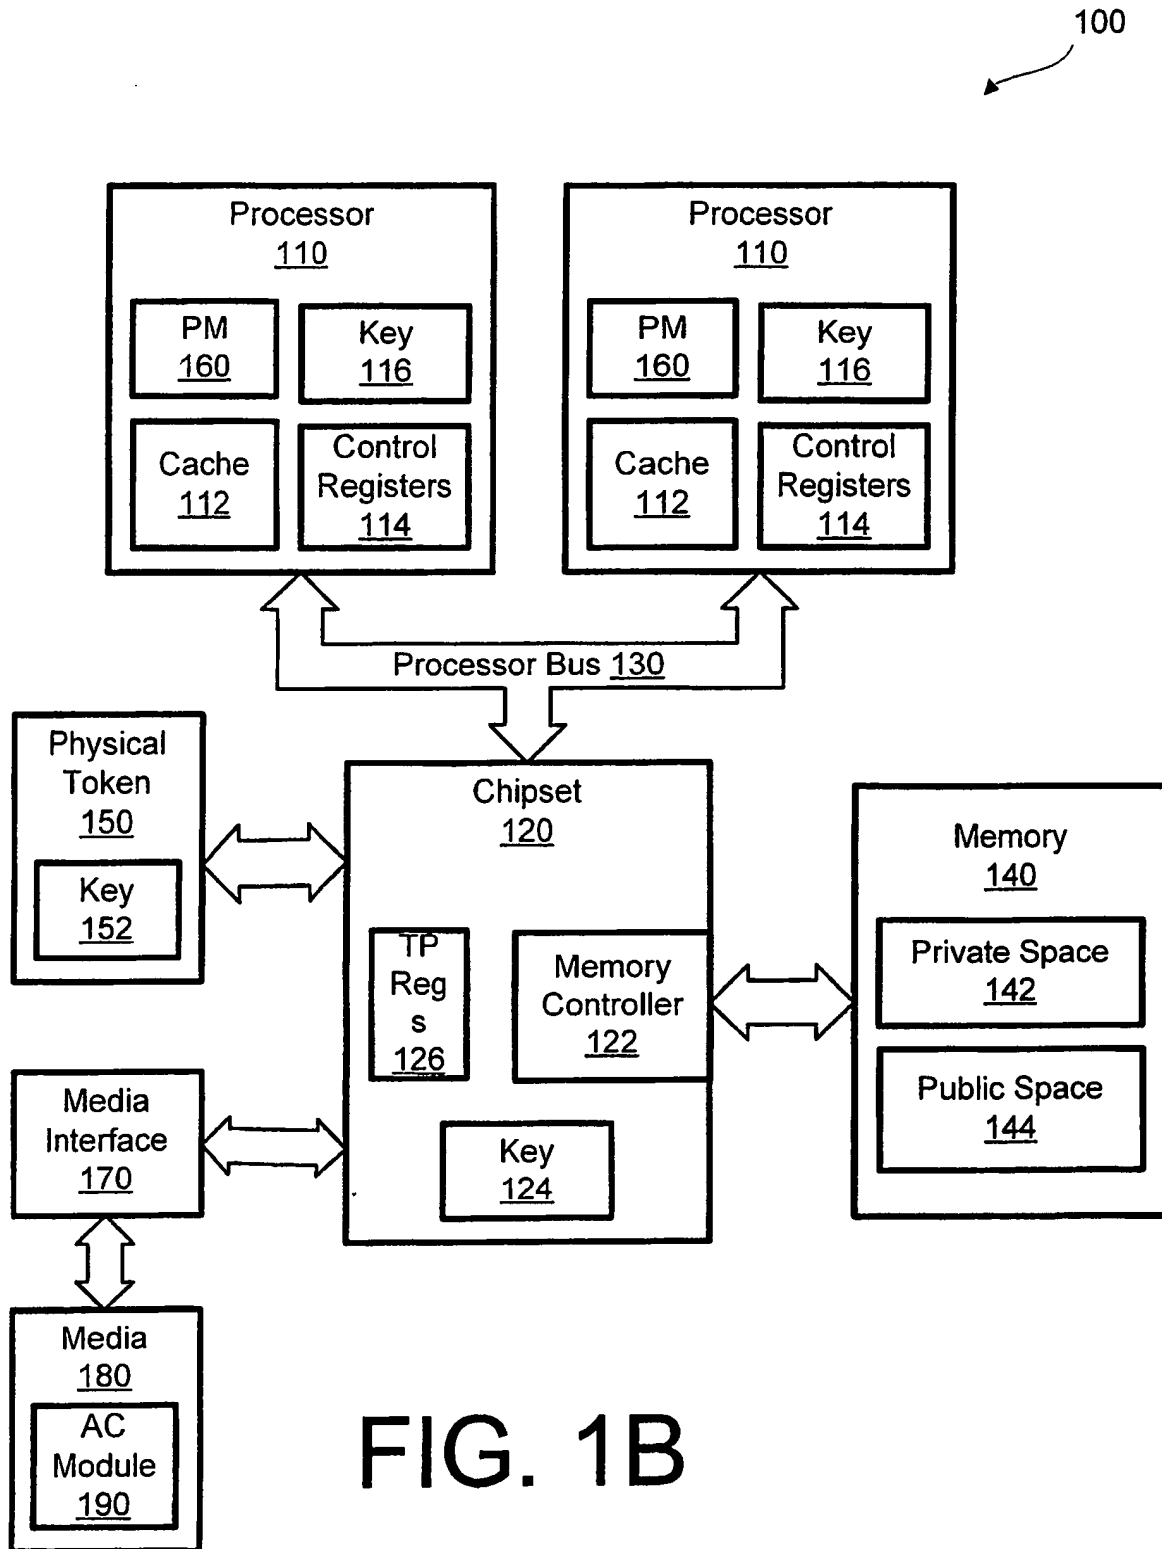 100
Processor
110
PM
160
Key
116
Cache
112
Control
Registers
114
Processor
110
PM
160
Key
116
Cache
112
Control
Registers
114
Processor Bus 130
Physical
Token
150
Key
152
Chipset
120
TP
Reg
s
126
Memory
Controller
122
Key
124
Memory
140
Private Space
142
Public Space
144
Media
Interface
170
Media
180
AC
Module
190
FIG. 1B